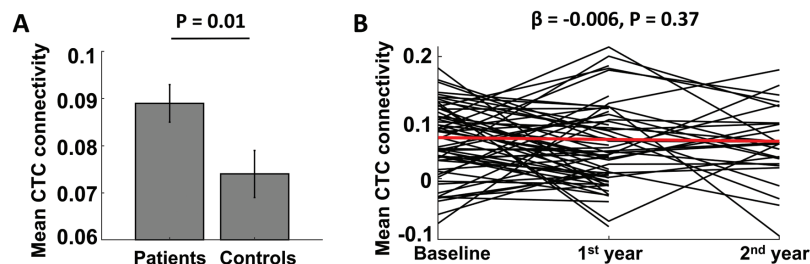 A
P = 0.01
Mean CTC connectivity
0.1
0.09
0.08
0.07
0.06
Patients Controls
B
β = -0.006, P = 0.37
Mean CTC connectivity
0.2
0.1
0
-0.1
Baseline 1st year 2nd year